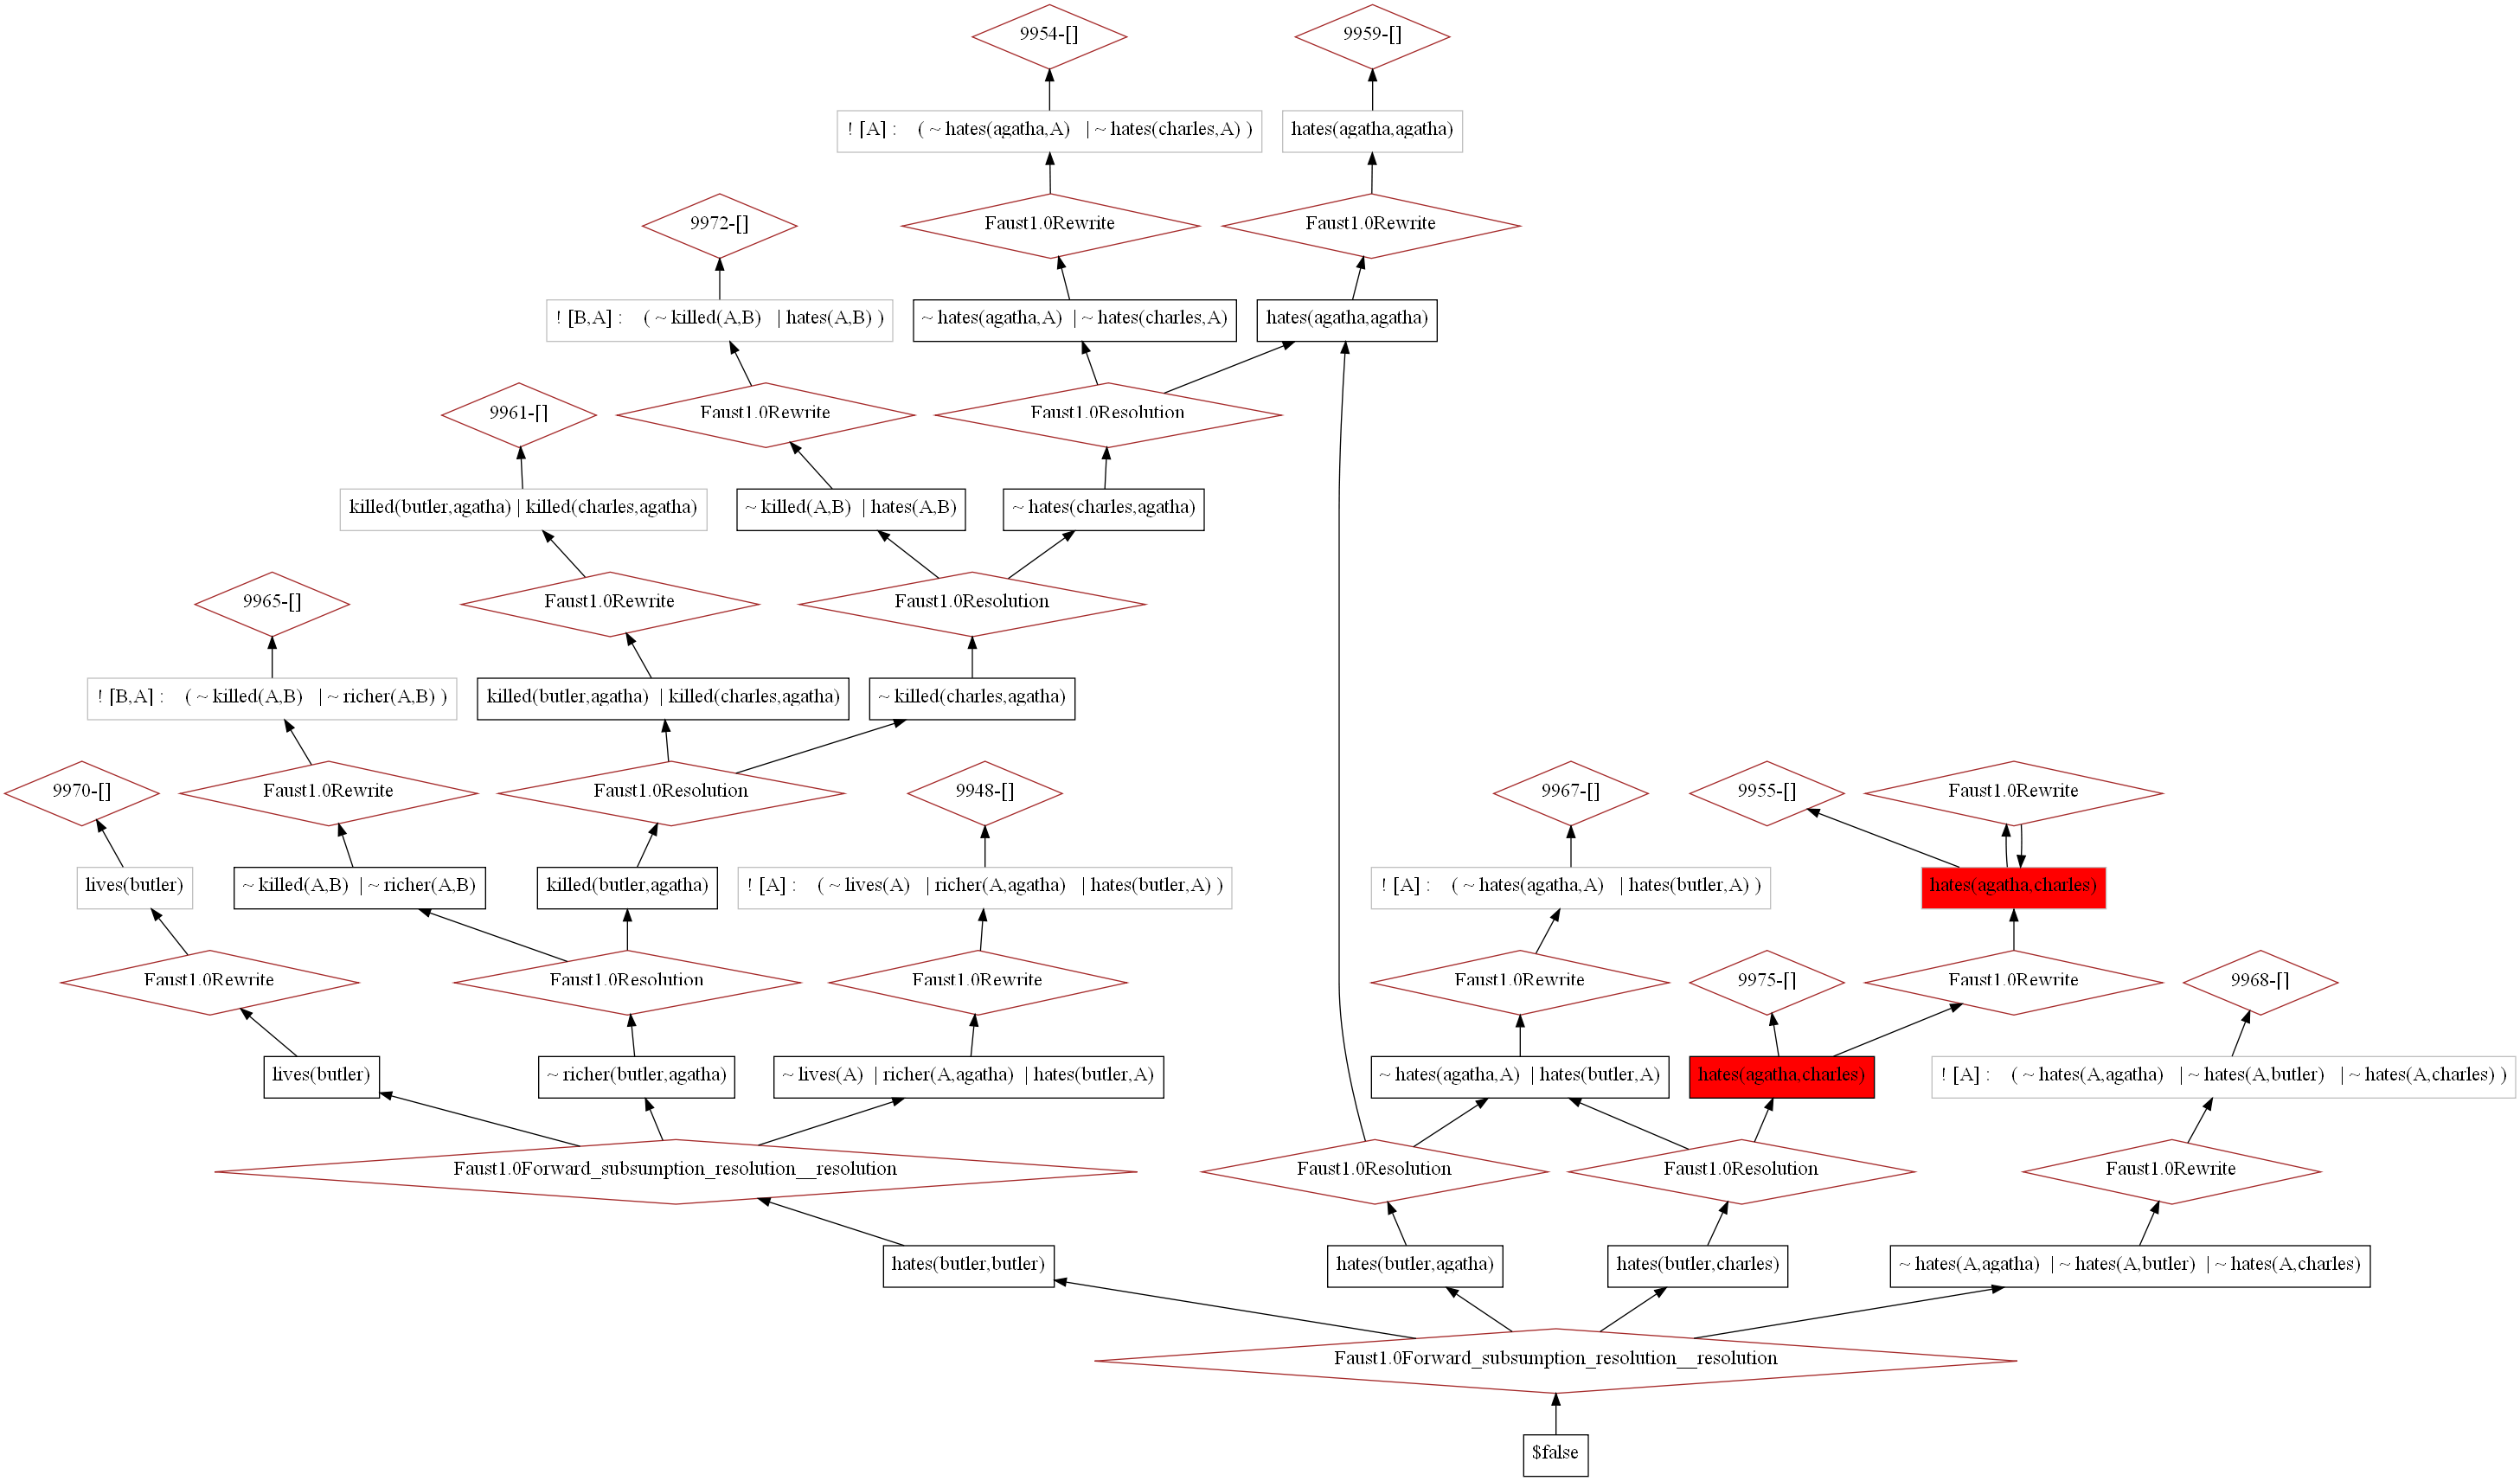 9954-[]
9959-[]
! [A] : ( ~ hates(agatha,A) | ~ hates(charles,A) )
hates(agatha,agatha)
9972-[]
Faust1.0Rewrite
Faust1.0Rewrite
! [B,A] : ( ~ killed(A,B) | hates(A,B) )
~ hates(agatha,A) | ~ hates(charles,A)
hates(agatha,agatha)
9961-[]
Faust1.0Rewrite
Faust1.0Resolution
killed(butler,agatha) | killed(charles,agatha)
~ killed(A,B) | hates(A,B)
~ hates(charles,agatha)
9965-[]
Faust1.0Rewrite
Faust1.0Resolution
! [B,A] : ( ~ killed(A,B) | ~ richer(A,B) )
killed(butler,agatha) | killed(charles,agatha)
~ killed(charles,agatha)
9970-[]
Faust1.0Rewrite
Faust1.0Resolution
9948-[]
9967-[]
9955-[]
Faust1.0Rewrite
lives(butler)
~ killed(A,B) | ~ richer(A,B)
killed(butler,agatha)
! [A] : ( ~ lives(A) | richer(A,agatha) | hates(butler,A) )
! [A] : ( ~ hates(agatha,A) | hates(butler,A) )
hates(agatha,charles)
Faust1.0Rewrite
Faust1.0Resolution
Faust1.0Rewrite
Faust1.0Rewrite
9975-[]
Faust1.0Rewrite
9968-[]
lives(butler)
~ richer(butler,agatha)
~ lives(A) | richer(A,agatha) | hates(butler,A)
~ hates(agatha,A) | hates(butler,A)
hates(agatha,charles)
! [A] : ( ~ hates(A,agatha) | ~ hates(A,butler) | ~ hates(A,charles) )
Faust1.0Forward_subsumption_resolution__resolution
Faust1.0Resolution
Faust1.0Resolution
Faust1.0Rewrite
hates(butler,butler)
hates(butler,agatha)
hates(butler,charles)
~ hates(A,agatha) | ~ hates(A,butler) | ~ hates(A,charles)
Faust1.0Forward_subsumption_resolution__resolution
$false